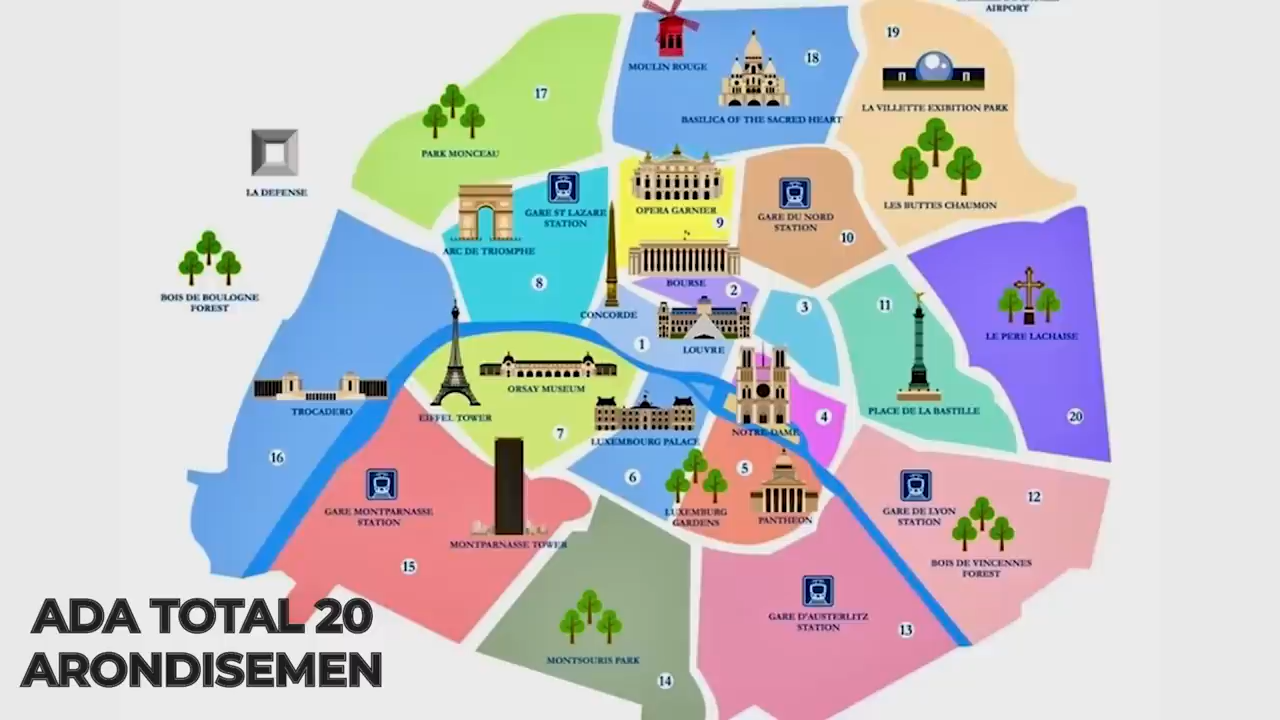 AIRPORT
19
MOULIN ROUGE
18
LA VILLETTE EXIBITION PARK
17
BASILICA OF THE SACRED HEART
PARK MONCEAU
LA DEFENSE
LES BUTTES CHAUMON
GARE ST LAZARE
STATION
OPERA GARNIER
9
GARE DU NORD
STATION
10
ARC DE TRIOMPHE
BOIS DE BOULOGNE
FOREST
8
BOURSE
2
CONCORDE
3
11
LE PERE LACHAISE
1
LOUVRE
TROCADERO
ORSAY MUSEUM
EIFFEL TOWER
PLACE DE LA BASTILLE
20
7
LUXEMBOURG PALACE
NOTRE-DAME
4
16
6
5
12
GARE MONTPARNASSE
STATION
LUXEMBURG
GARDENS
PANTHEON
GARE DE LYON
STATION
MONTPARNASSE TOWER
15
BOIS DE VINCENNES
FOREST
GARE D'AUSTERLITZ
STATION
13
MONTSOURIS PARK
14
ADA TOTAL 20
ARONDISEMEN